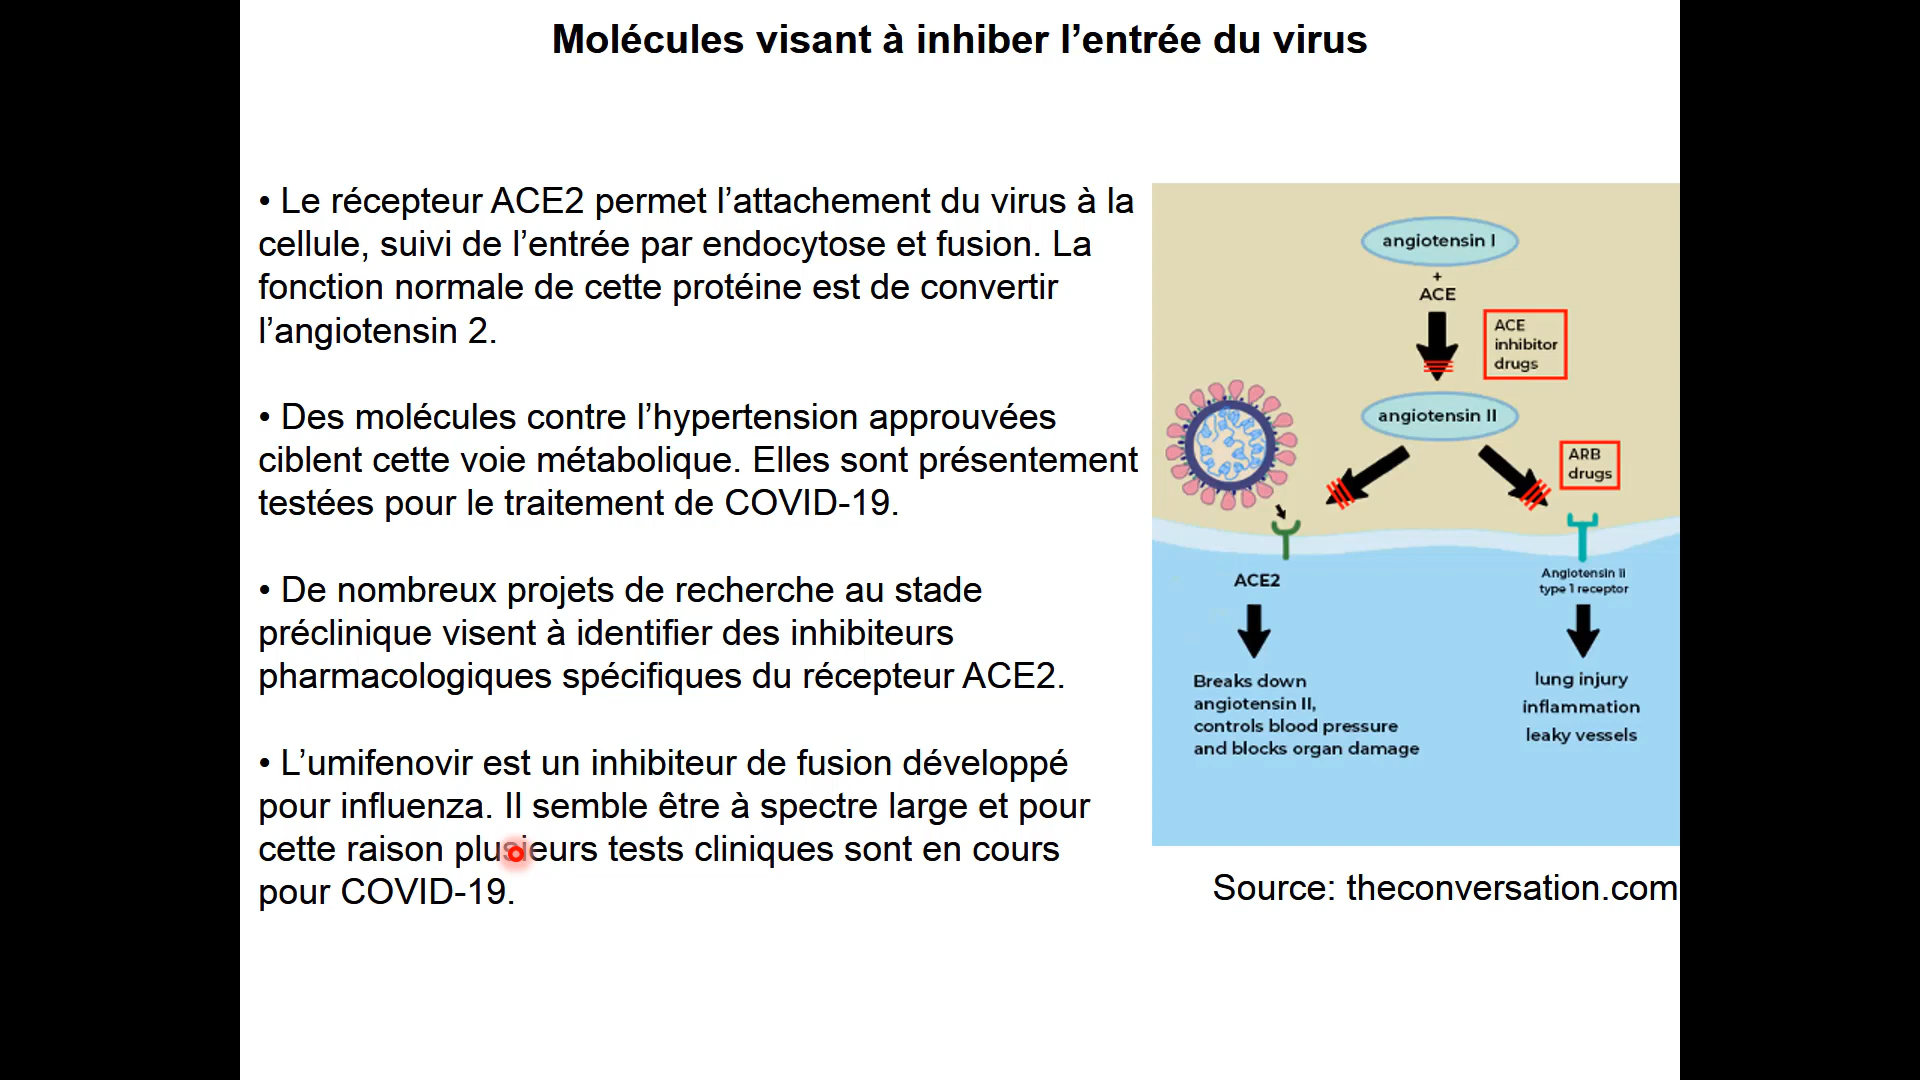 Molécules visant à inhiber l’entrée du virus
• Le récepteur ACE2 permet l’attachement du virus à la
cellule, suivi de l’entrée par endocytose et fusion. La
fonction normale de cette protéine est de convertir
l’angiotensin 2.
• Des molécules contre l’hypertension approuvées
ciblent cette voie métabolique. Elles sont présentement
testées pour le traitement de COVID-19.
• De nombreux projets de recherche au stade
préclinique visent à identifier des inhibiteurs
pharmacologiques spécifiques du récepteur ACE2.
• L’umifenovir est un inhibiteur de fusion développé
pour influenza. Il semble être à spectre large et pour
cette raison plusieurs tests cliniques sont en cours
pour COVID-19.
angiotensin I
+
ACE
ACE
inhibitor
drugs
angiotensin II
ARB
drugs
ACE2
Angiotensin II
type 1 receptor
Breaks down
angiotensin II,
controls blood pressure
and blocks organ damage
lung injury
inflammation
leaky vessels
Source: theconversation.com